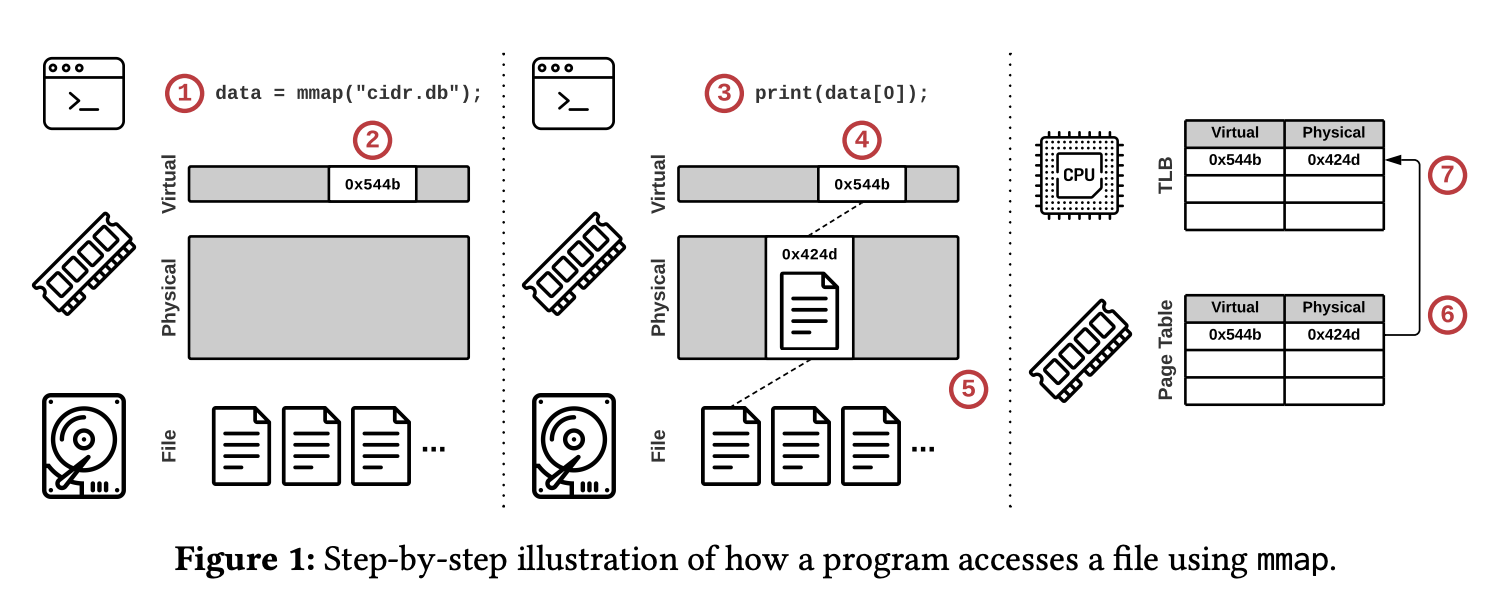 1 data = mmap("cidr.db");
2
Virtual
0x544b
Physical
File
...
3 print(data[0]);
4
Virtual
0x544b
Physical
0x424d
5
File
...
CPU
TLB
Virtual Physical
0x544b 0x424d
7
Page Table
Virtual Physical
0x544b 0x424d
6
Figure 1: Step-by-step illustration of how a program accesses a file using mmap.